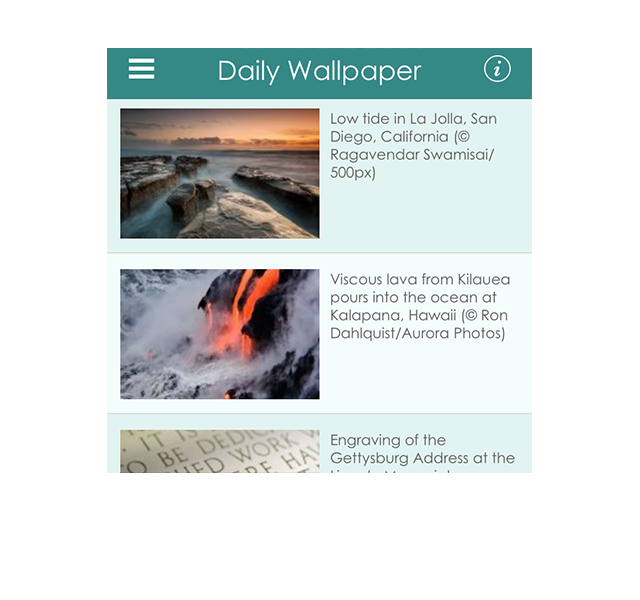 Daily Wallpaper
Low tide in La Jolla, San
Diego, California (©
Ragavendar Swamisai/
500px)
Viscous lava from Kilauea
pours into the ocean at
Kalapana, Hawaii (© Ron
Dahlquist/Aurora Photos)
IT IS
BE DEDIC
WORK W
HAV
Engraving of the
Gettysburg Address at the